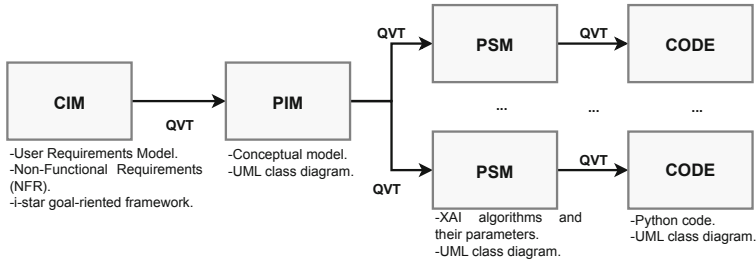 QVT
PSM
QVT
CODE
CIM
QVT
PIM
...
...
...
-User Requirements Model.
-Non-Functional Requirements
(NFR).
-i-star goal-riented framework.
-Conceptual model.
-UML class diagram.
QVT
PSM
QVT
CODE
-XAI algorithms and
their parameters.
-UML class diagram.
-Python code.
-UML class diagram.